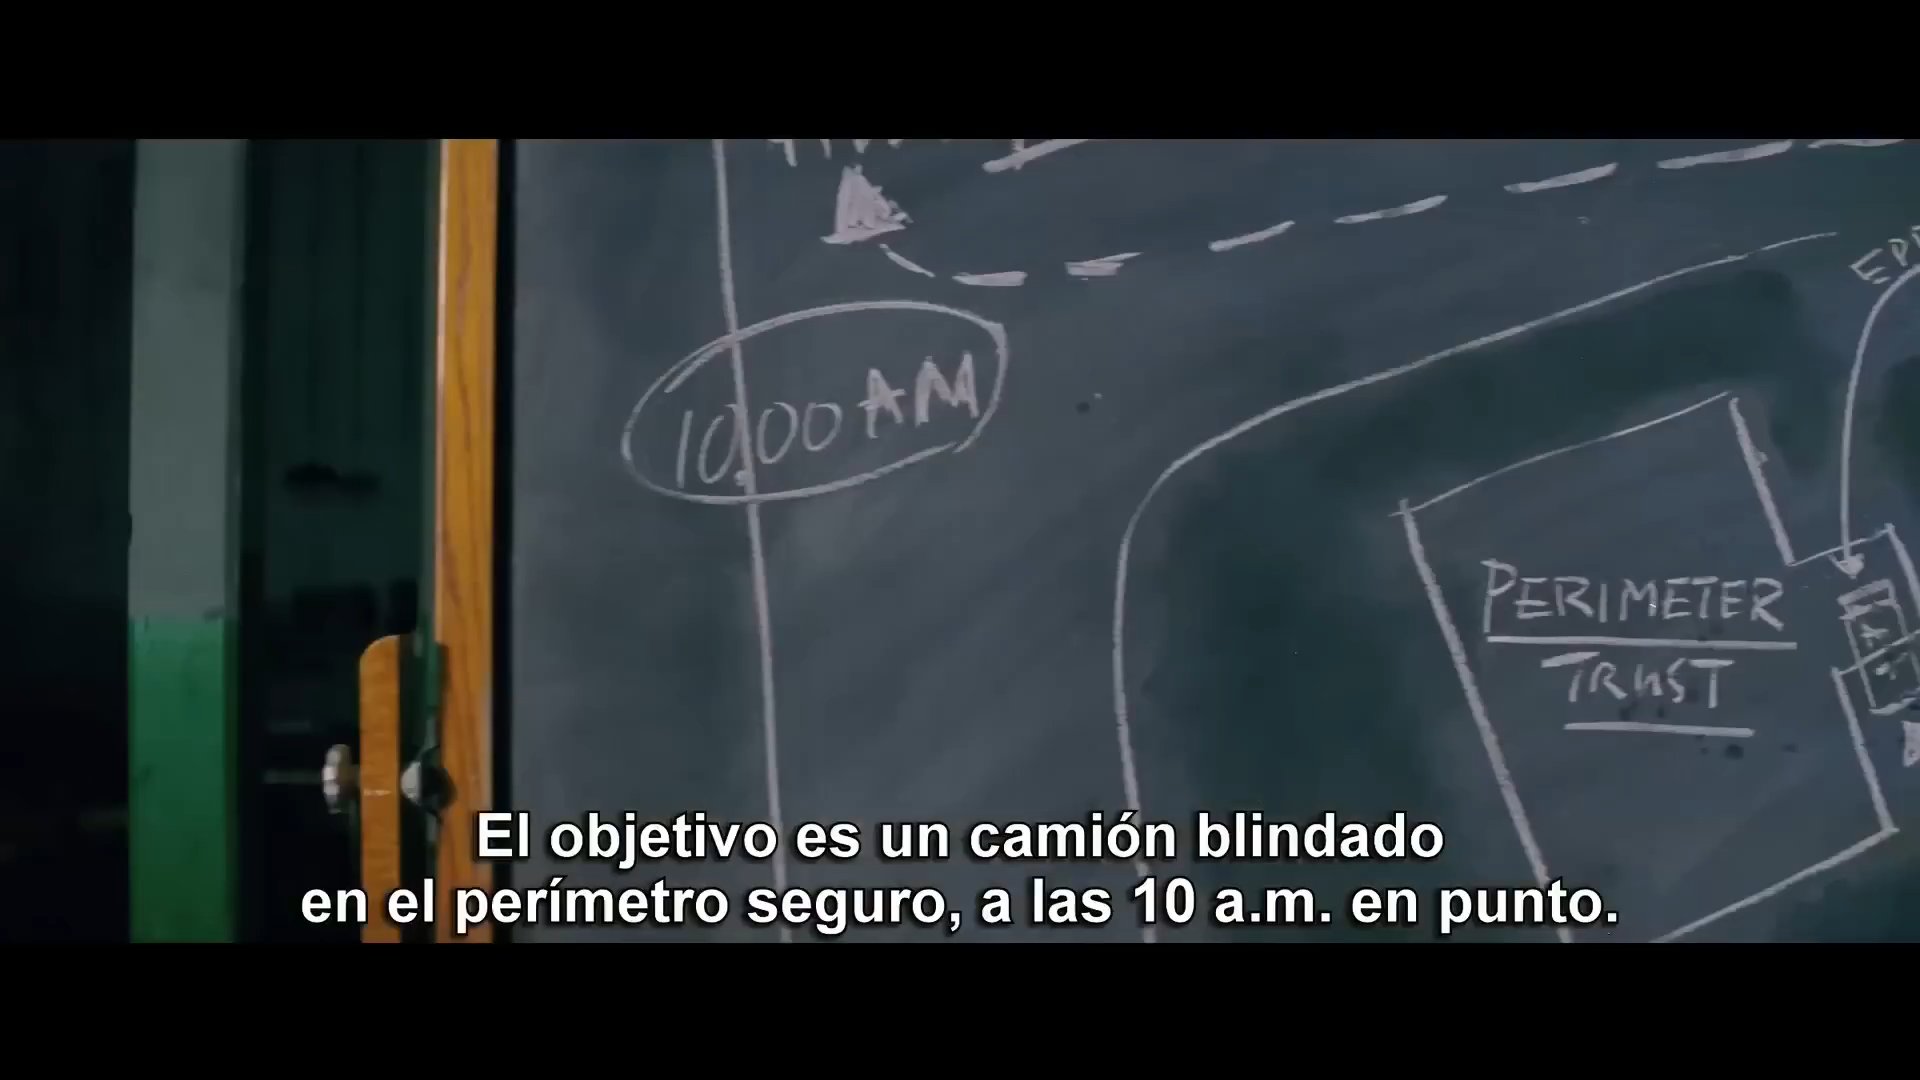 10:00 AM
PERIMETER
TRUST
El objetivo es un camión blindado
en el perímetro seguro, a las 10 a.m. en punto.